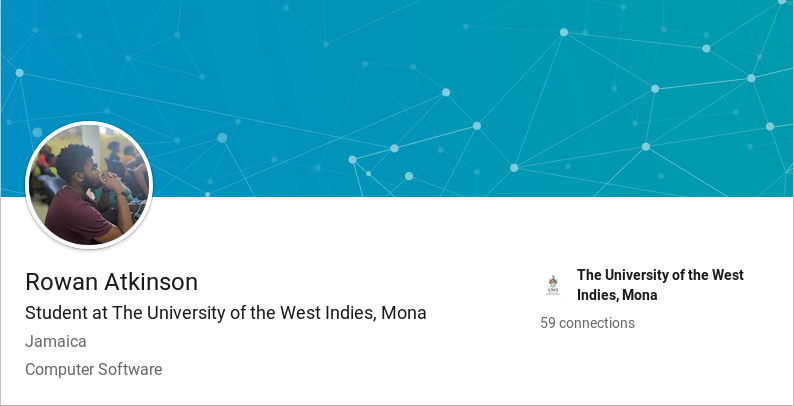 Rowan Atkinson
Student at The University of the West Indies, Mona
Jamaica
Computer Software
The University of the West
Indies, Mona
59 connections